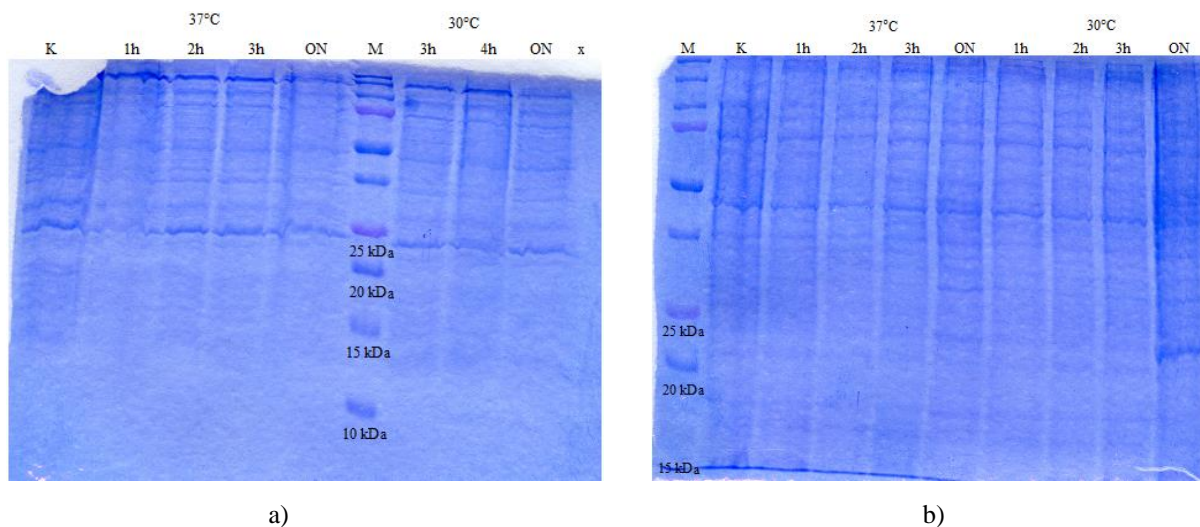 37°C 30°C
K 1h 2h 3h ON M 3h 4h ON x
25 kDa
20 kDa
15 kDa
10 kDa
a)
37°C 30°C
M K 1h 2h 3h ON 1h 2h 3h ON
25 kDa
20 kDa
15 kDa
b)